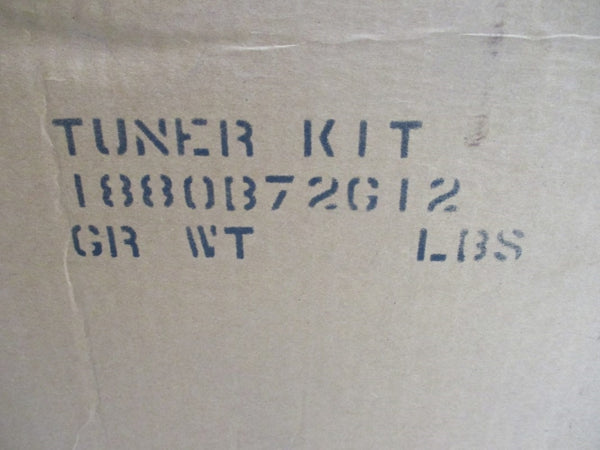 TUNER KIT
1880B72G12
GR WT LBS